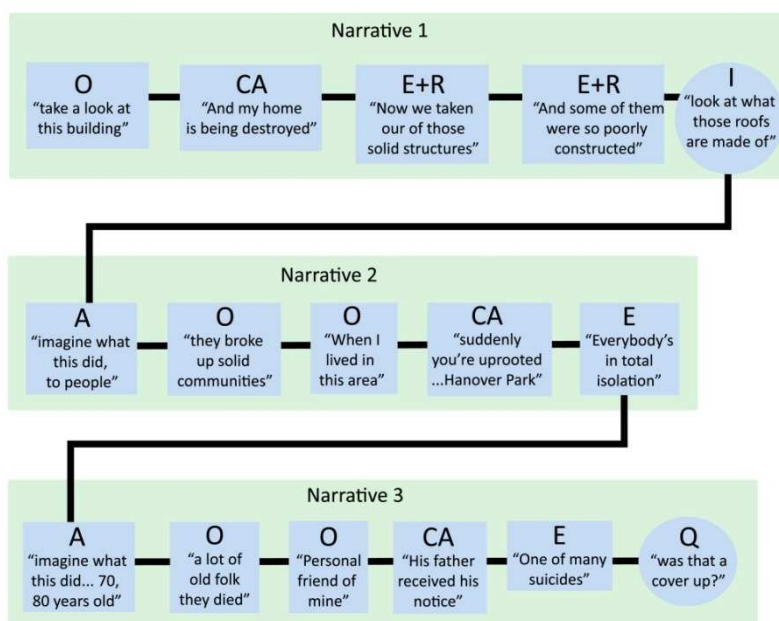 Narrative 1
O
“take a look at
this building”
CA
“And my home
is being destroyed”
E+R
“Now we taken
our of those
solid structures”
E+R
“And some of them
were so poorly
constructed”
I
“look at what
those roofs
are made of”
Narrative 2
A
“imagine what
this did,
to people”
O
“they broke
up solid
communities”
O
“When I
lived in
this area”
CA
“suddenly
you’re uprooted
...Hanover Park”
E
“Everybody’s
in total
isolation”
Narrative 3
A
“imagine what
this did... 70,
80 years old”
O
“a lot of
old folk
they died”
O
“Personal
friend of
mine”
CA
“His father
received his
notice”
E
“One of many
suicides”
Q
“was that a
cover up?”